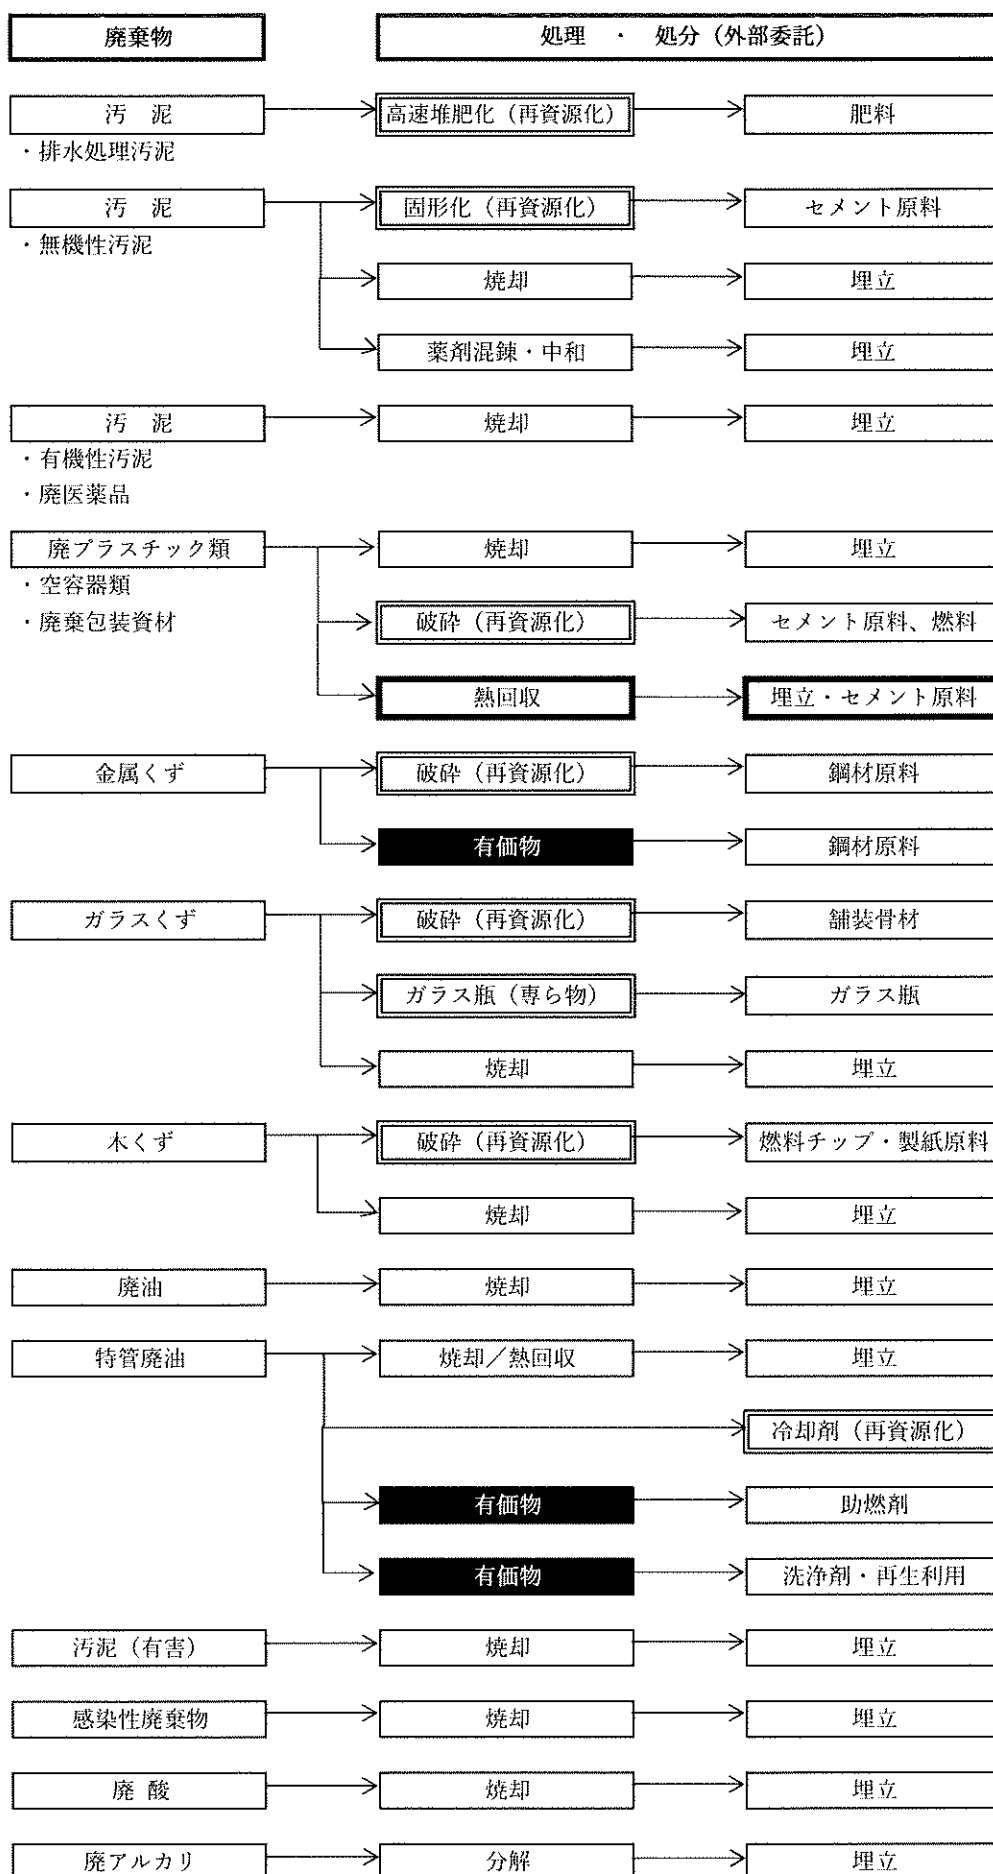 廃棄物
処理 ・ 処分（外部委託）
汚 泥
高速堆肥化（再資源化）
肥料
・排水処理汚泥
汚 泥
固形化（再資源化）
セメント原料
・無機性汚泥
焼却
埋立
薬剤混錬・中和
埋立
汚 泥
焼却
埋立
・有機性汚泥
・廃医薬品
廃プラスチック類
焼却
埋立
・空容器類
・廃棄包装資材
破砕（再資源化）
セメント原料、燃料
熱回収
埋立・セメント原料
金属くず
破砕（再資源化）
鋼材原料
有価物
鋼材原料
ガラスくず
破砕（再資源化）
舗装骨材
ガラス瓶（専ら物）
ガラス瓶
焼却
埋立
木くず
破砕（再資源化）
燃料チップ・製紙原料
焼却
埋立
廃油
焼却
埋立
特管廃油
焼却／熱回収
埋立
冷却剤（再資源化）
有価物
助燃剤
有価物
洗浄剤・再生利用
汚泥（有害）
焼却
埋立
感染性廃棄物
焼却
埋立
廃 酸
焼却
埋立
廃アルカリ
分解
埋立